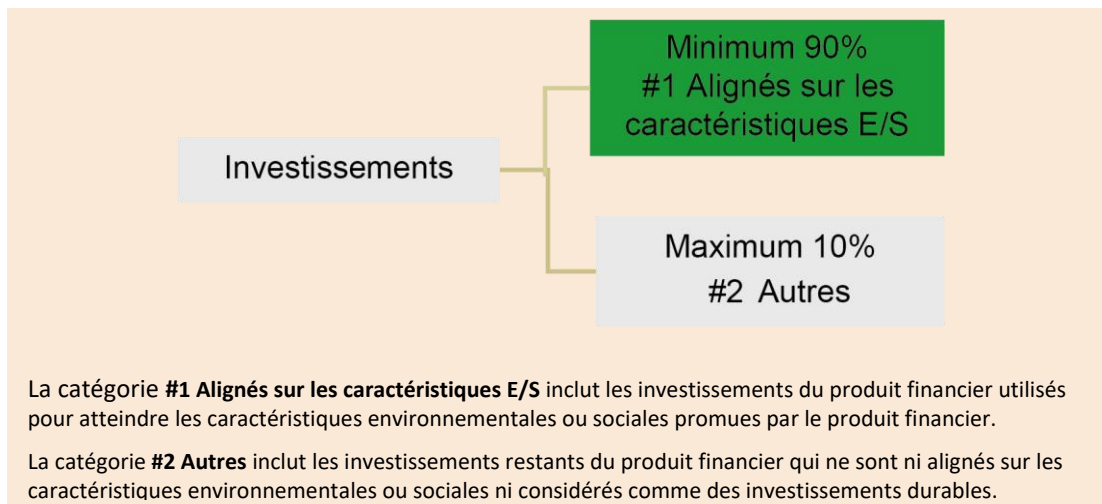 Minimum 90%
#1 Alignés sur les
caractéristiques E/S
Investissements
Maximum 10%
#2 Autres
La catégorie #1 Alignés sur les caractéristiques E/S inclut les investissements du produit financier utilisés
pour atteindre les caractéristiques environnementales ou sociales promues par le produit financier.
La catégorie #2 Autres inclut les investissements restants du produit financier qui ne sont ni alignés sur les
caractéristiques environnementales ou sociales ni considérés comme des investissements durables.